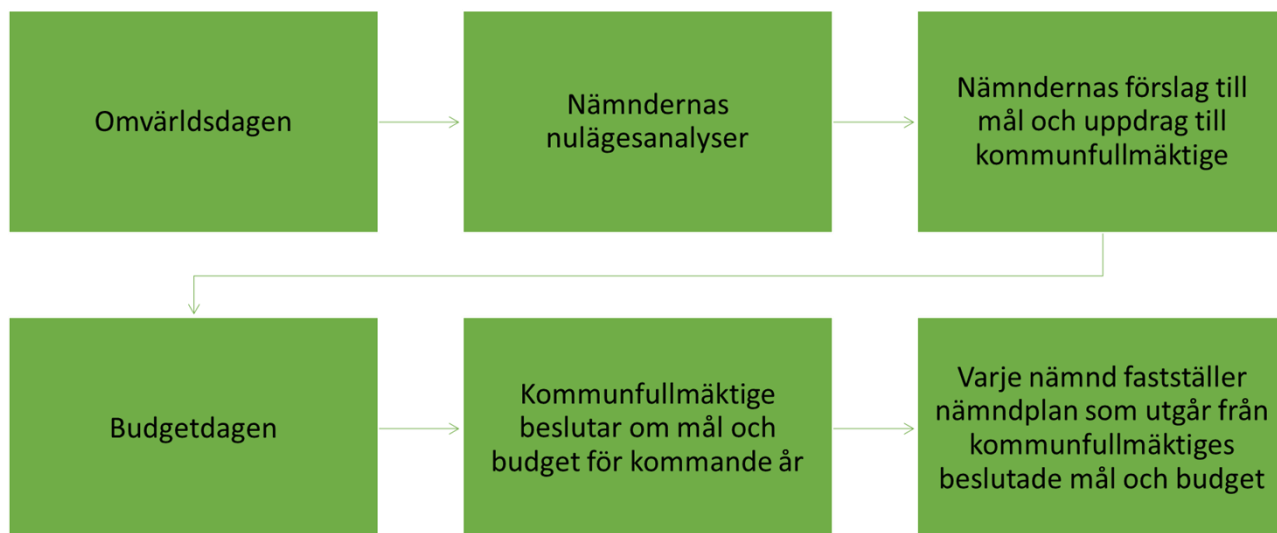 Omvärldsdagen
Nämndernas
nulägesanalyser
Nämndernas förslag till
mål och uppdrag till
kommunfullmäktige
Budgetdagen
Kommunfullmäktige
beslutar om mål och
budget för kommande år
Varje nämnd fastställer
nämndplan som utgår från
kommunfullmäktiges
beslutade mål och budget